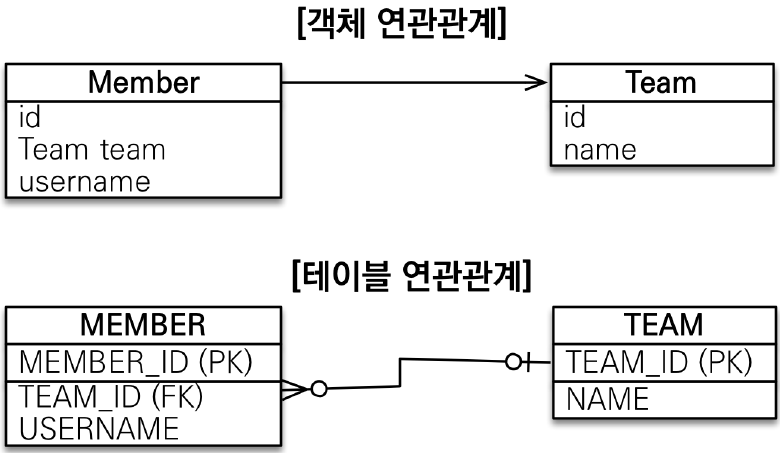 [객체 연관관계]
Member
id
Team team
username
Team
id
name
[테이블 연관관계]
MEMBER
MEMBER_ID (PK)
TEAM_ID (FK)
USERNAME
TEAM
TEAM_ID (PK)
NAME